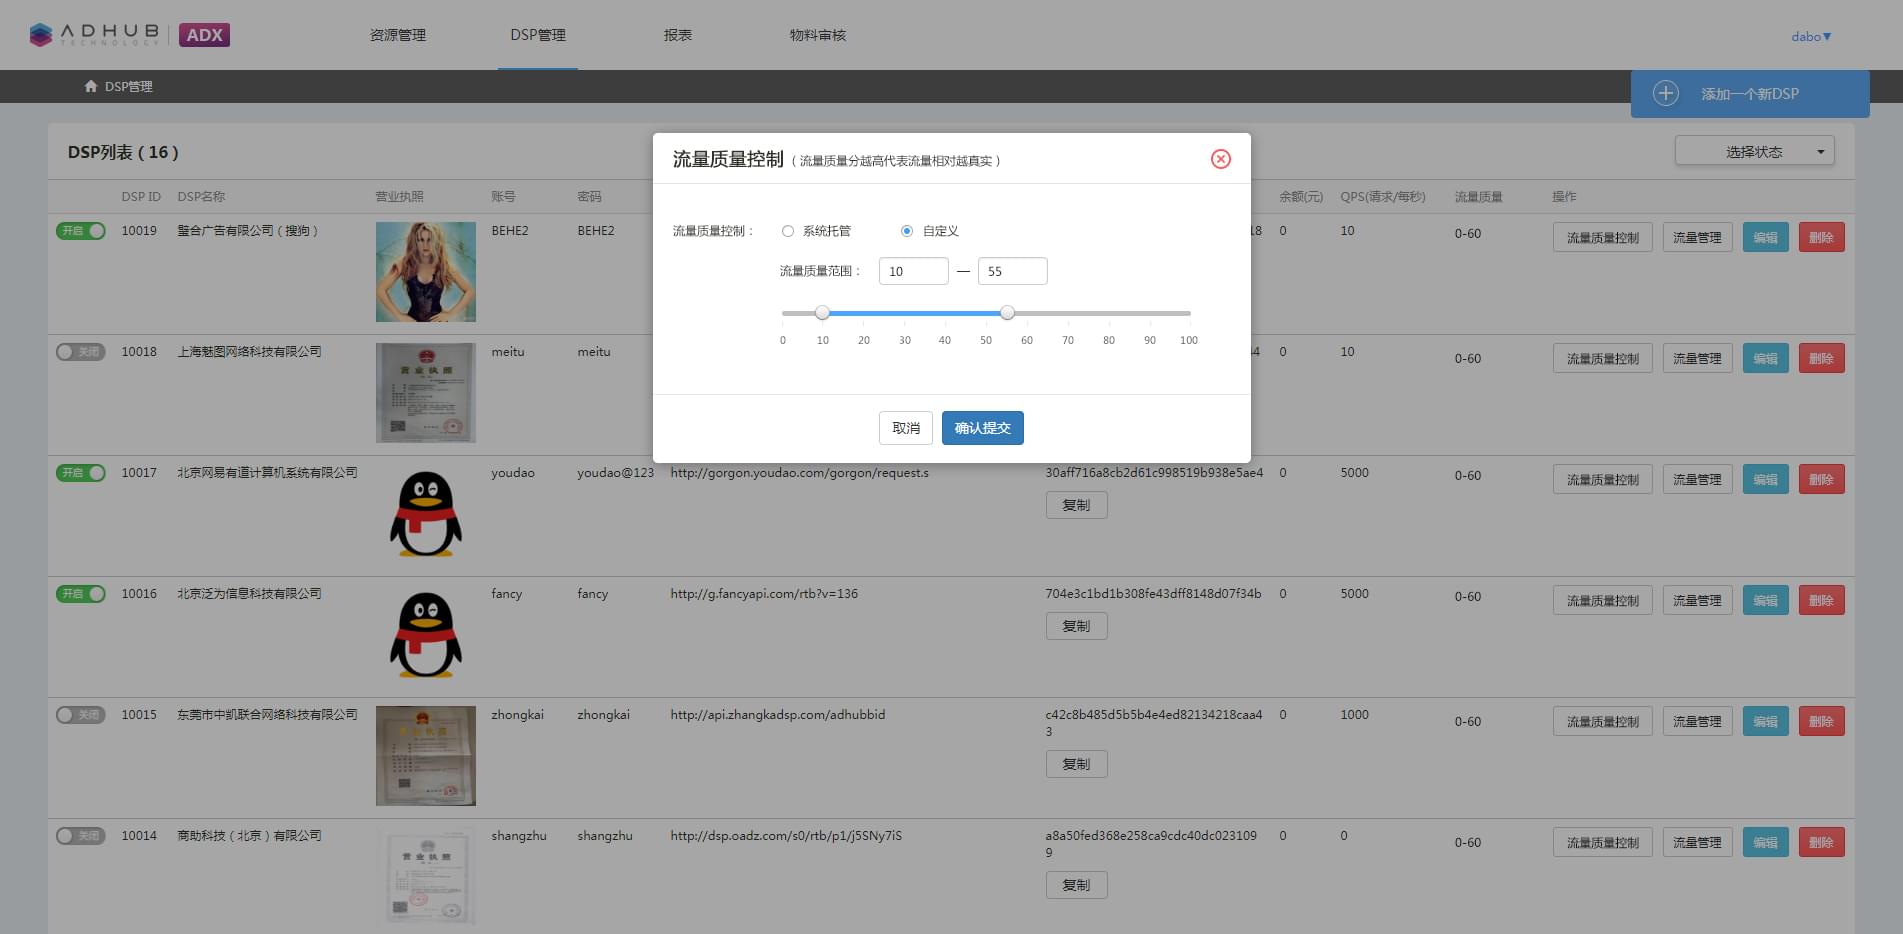 ADHUB TECHNOLOGY ADX 资源管理 DSP管理 报表 物料审核 dabo▼
DSP管理 添加一个新DSP
DSP列表（16） 选择状态
流量质量控制（流量质量分越高代表流量相对越真实）
流量质量控制： 系统托管 自定义
流量质量范围： 10 — 55
0 10 20 30 40 50 60 70 80 90 100
取消 确认提交
DSP ID DSP名称 营业执照 账号 密码 余额(元) QPS(请求/每秒) 流量质量 操作
开启 10019 蜇合广告有限公司（搜狗） BEHE2 BEHE2 18 0 10 0-60 流量质量控制 流量管理 编辑 删除
关闭 10018 上海魅图网络科技有限公司 营业执照 meitu meitu 4 0 10 0-60 流量质量控制 流量管理 编辑 删除
开启 10017 北京网易有道计算机系统有限公司 youdao youdao@123 http://gorgon.youdao.com/gorgon/request.s 30aff716a8cb2d61c998519b938e5ae4 0 5000 0-60 流量质量控制 流量管理 编辑 删除
复制
开启 10016 北京泛为信息科技有限公司 fancy fancy http://g.fancyapi.com/rtb?v=136 704e3c1bd1b308fe43dff8148d07f34b 0 5000 0-60 流量质量控制 流量管理 编辑 删除
复制
关闭 10015 东莞市中凯联合网络科技有限公司 营业执照 zhongkai zhongkai http://api.zhangkadsp.com/adhubbid c42c8b485d5b5b4e4ed82134218caa4 0 1000 0-60 流量质量控制 流量管理 编辑 删除
3
复制
关闭 10014 商助科技（北京）有限公司 营业执照 shangzhu shangzhu http://dsp.oadz.com/s0/rtb/p1/j5SNy7iS a8a50fed368e258ca9cdc40dc023109 0 0 0-60 流量质量控制 流量管理 编辑 删除
9
复制